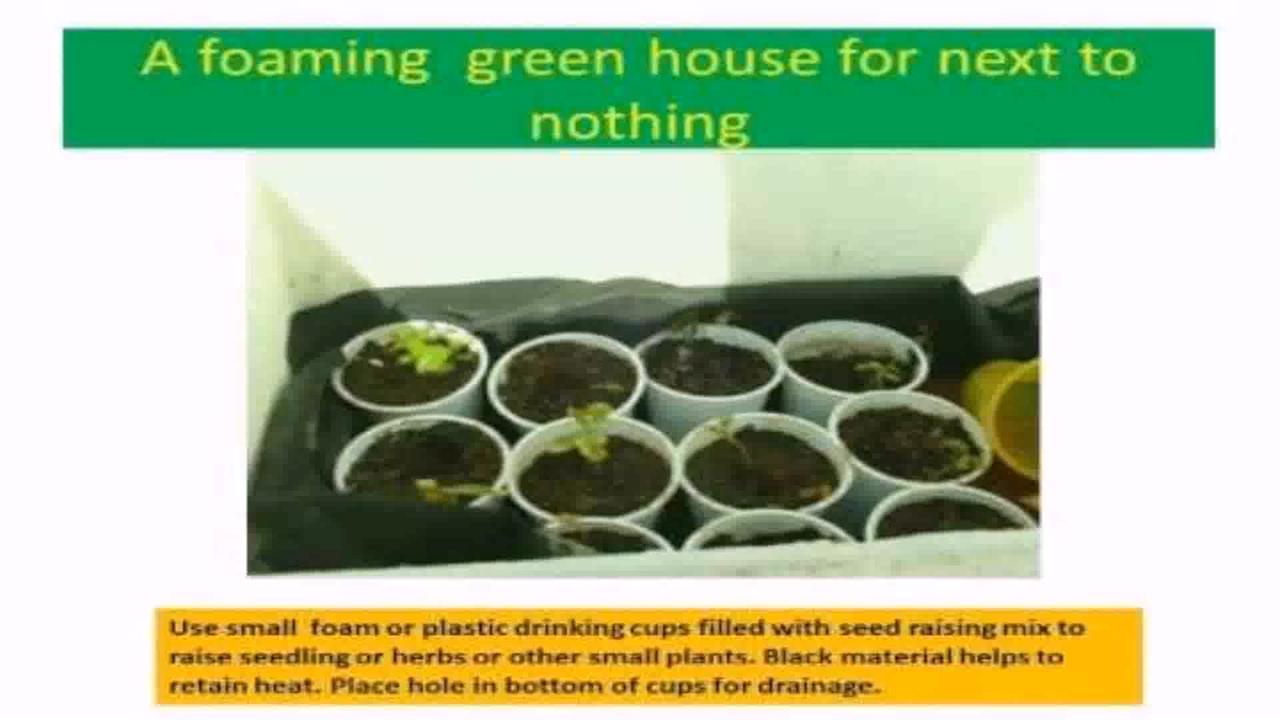 A foaming green house for next to
nothing
Use small foam or plastic drinking cups filled with seed raising mix to
raise seedling or herbs or other small plants. Black material helps to
retain heat. Place hole in bottom of cups for drainage.